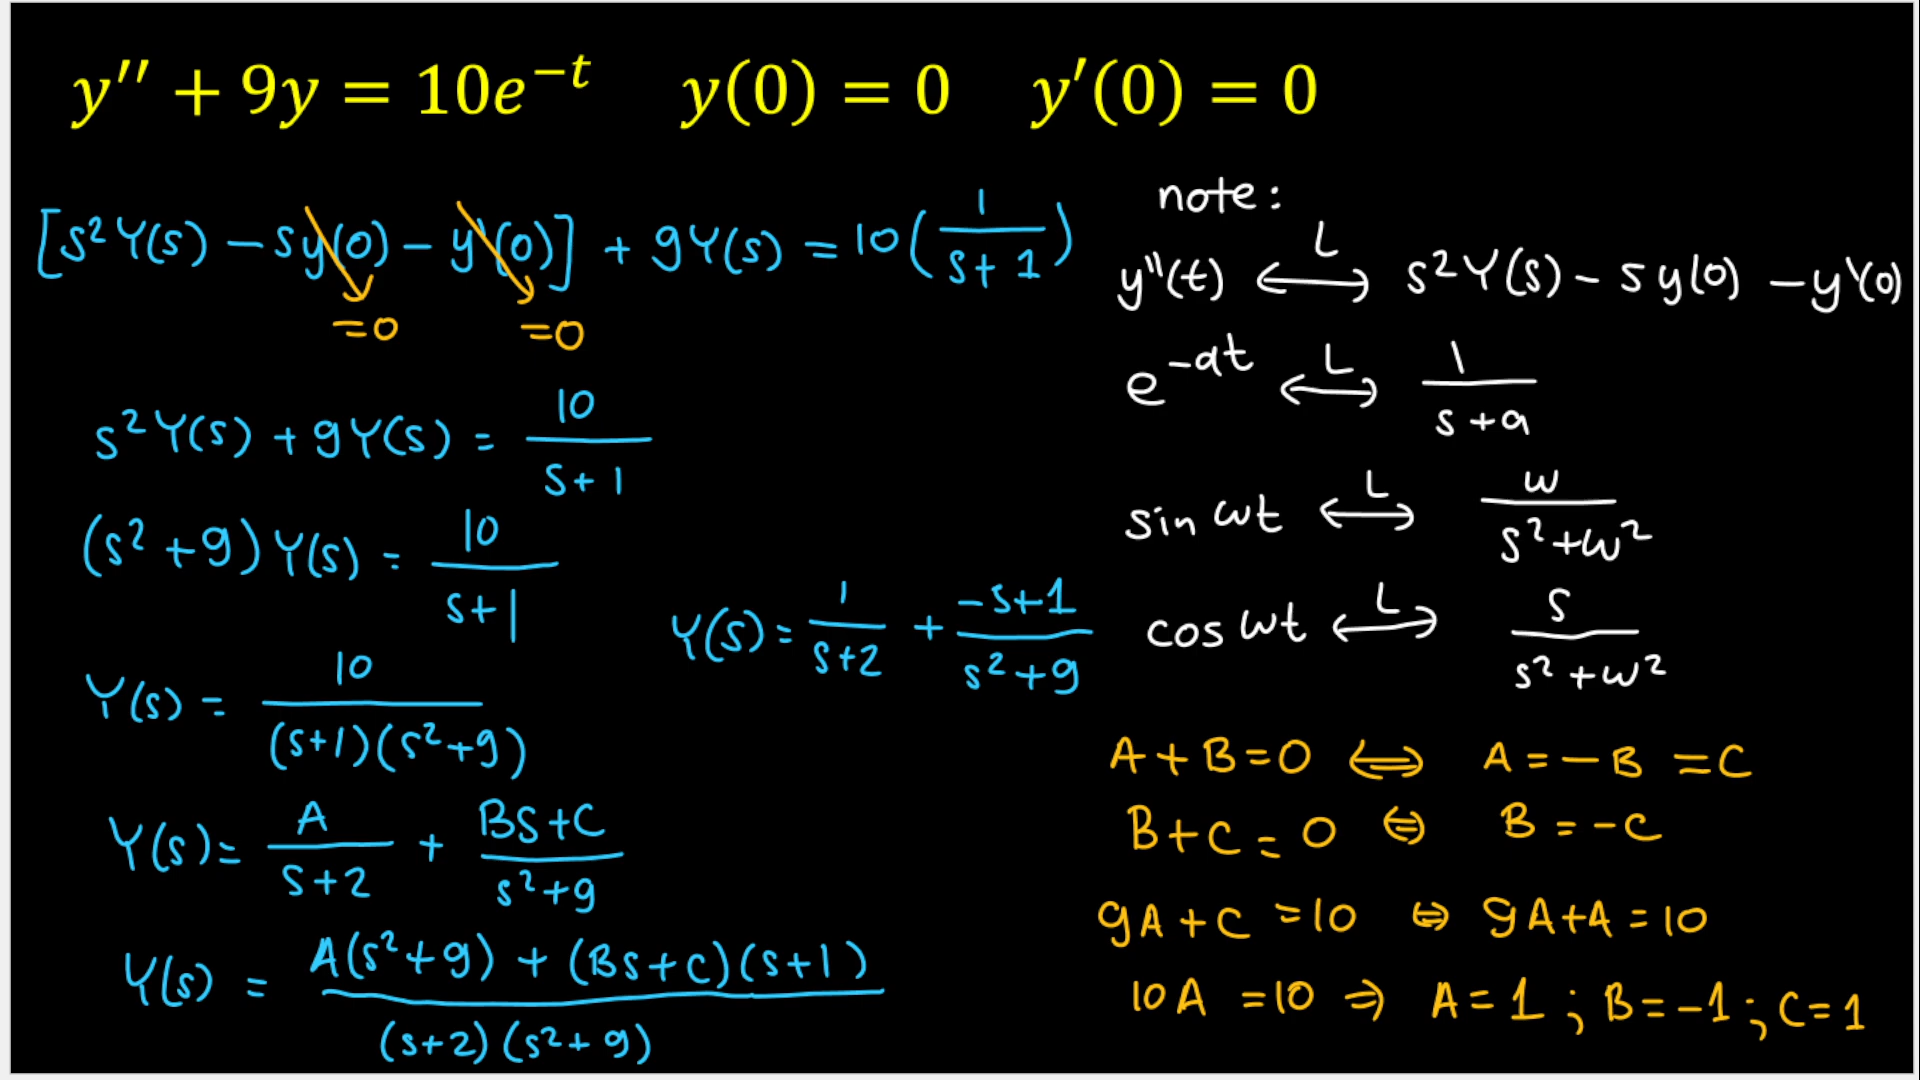 y′′ + 9y = 10e^{−t}   y(0) = 0   y′(0) = 0
[s²Y(s) − sy(0) − y'(0)] + 9Y(s) = 10(1/(s+1))
=0   =0
s²Y(s) + 9Y(s) = 10/(s+1)
(s²+9)Y(s) = 10/(s+1)
Y(s) = 10/((s+1)(s²+9))
Y(s) = A/(s+2) + (Bs+C)/(s²+9)
Y(s) = (A(s²+9) + (Bs+C)(s+1))/((s+2)(s²+9))
Y(s) = 1/(s+2) + (−s+1)/(s²+9)
note:
y''(t) ⟷ L s²Y(s) − sy(0) − y'(0)
e^{−at} ⟷ L 1/(s+a)
sin ωt ⟷ L ω/(s²+ω²)
cos ωt ⟷ L s/(s²+ω²)
A+B=0 ⟺ A=−B=C
B+C=0 ⟺ B=−C
9A+C=10 ⟺ 9A+A=10
10A=10 ⇒ A=1; B=−1; C=1